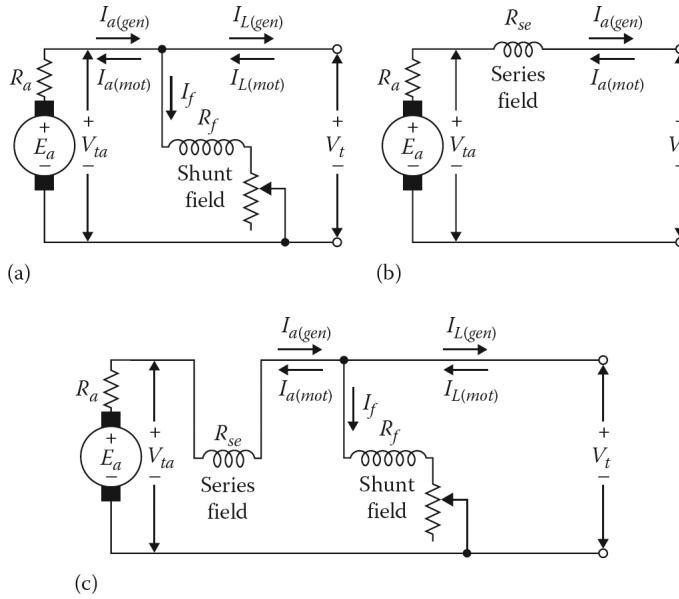 I_a(gen)
I_L(gen)
I_a(mot)
I_L(mot)
R_a
+
E_a
−
+
V_ta
−
I_f
R_f
Shunt
field
+
V_t
−
(a)
R_se
I_a(gen)
I_a(mot)
Series
field
R_a
+
E_a
−
+
V_ta
−
(b)
I_a(gen)
I_L(gen)
I_a(mot)
I_L(mot)
R_a
+
E_a
−
+
V_ta
−
R_se
Series
field
I_f
R_f
Shunt
field
+
V_t
−
(c)